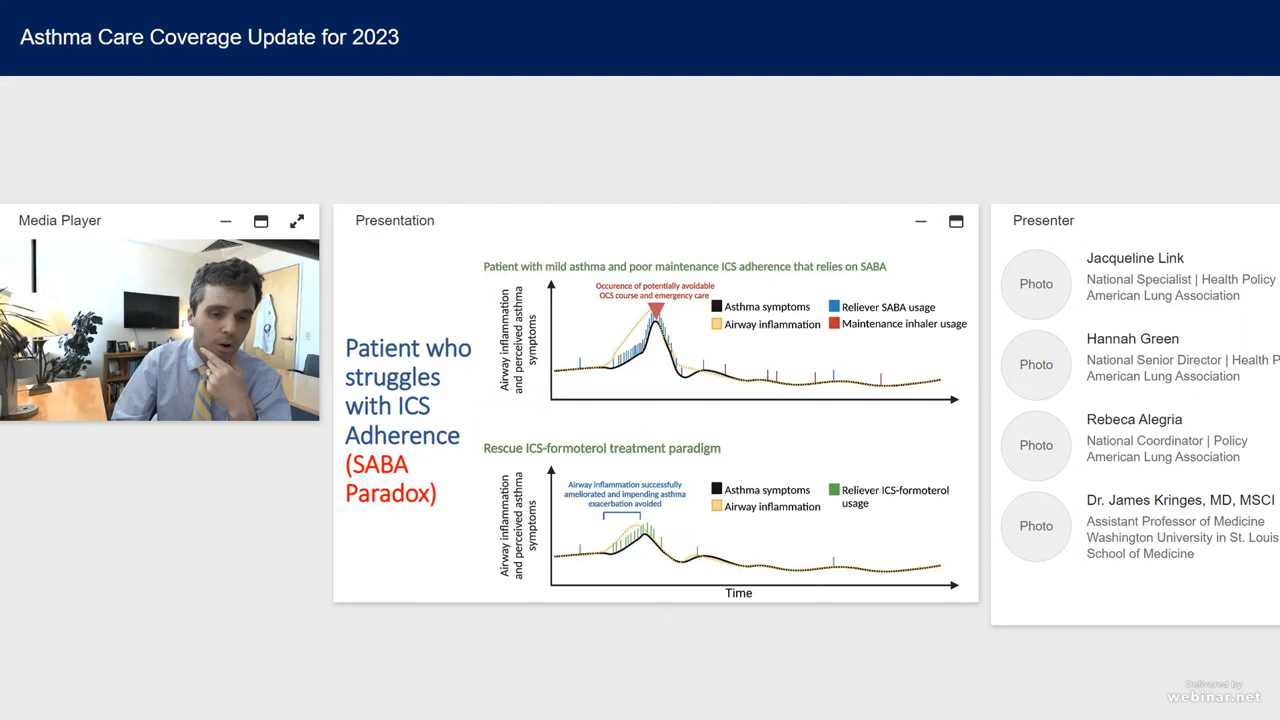 Asthma Care Coverage Update for 2023
Media Player
Presentation
Patient who
struggles
with ICS
Adherence
(SABA
Paradox)
Patient with mild asthma and poor maintenance ICS adherence that relies on SABA
Airway inflammation
and perceived asthma
symptoms
Occurence of potentially avoidable
OCS course and emergency care
Asthma symptoms
Airway inflammation
Reliever SABA usage
Maintenance inhaler usage
Rescue ICS-formoterol treatment paradigm
Airway inflammation
and perceived asthma
symptoms
Airway inflammation successfully
ameliorated and impending asthma
exacerbation avoided
Asthma symptoms
Airway inflammation
Reliever ICS-formoterol
usage
Time
Presenter
Photo
Jacqueline Link
National Specialist | Health Policy
American Lung Association
Photo
Hannah Green
National Senior Director | Health P
American Lung Association
Photo
Rebeca Alegria
National Coordinator | Policy
American Lung Association
Photo
Dr. James Kringes, MD, MSCI
Assistant Professor of Medicine
Washington University in St. Louis
School of Medicine
Delivered by
webinar.net